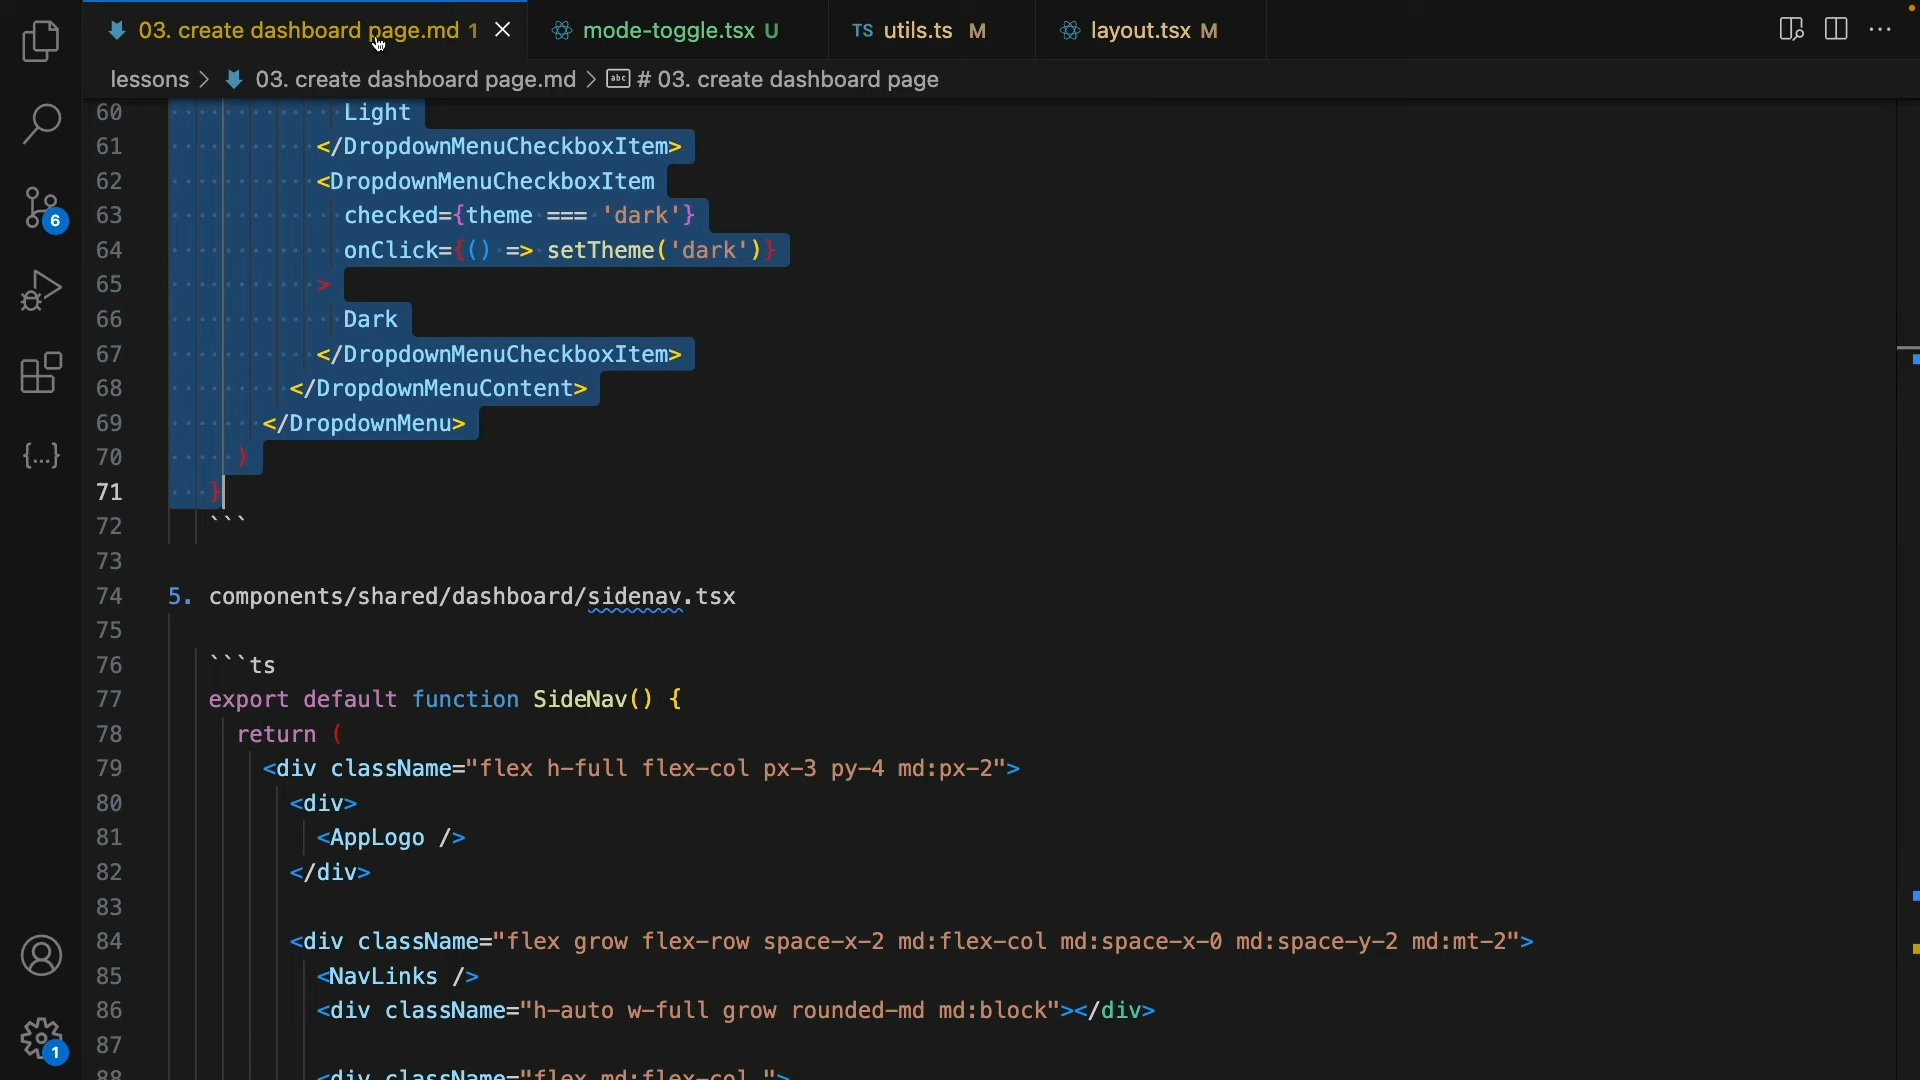 03. create dashboard page.md 1
mode-toggle.tsx U
TS utils.ts M
layout.tsx M
lessons > 03. create dashboard page.md > abc # 03. create dashboard page
60 Light
61 </DropdownMenuCheckboxItem>
62 <DropdownMenuCheckboxItem
63 checked={theme === 'dark'}
64 onClick={() => setTheme('dark')}
65 >
66 Dark
67 </DropdownMenuCheckboxItem>
68 </DropdownMenuContent>
69 </DropdownMenu>
70 )
71 }
72 ```
73
74 5. components/shared/dashboard/sidenav.tsx
75
76 ```ts
77 export default function SideNav() {
78 return (
79 <div className="flex h-full flex-col px-3 py-4 md:px-2">
80 <div>
81 <AppLogo />
82 </div>
83
84 <div className="flex grow flex-row space-x-2 md:flex-col md:space-x-0 md:space-y-2 md:mt-2">
85 <NavLinks />
86 <div className="h-auto w-full grow rounded-md md:block"></div>
87
88 <div className="flex md:flex-col ">
6
{...}
1